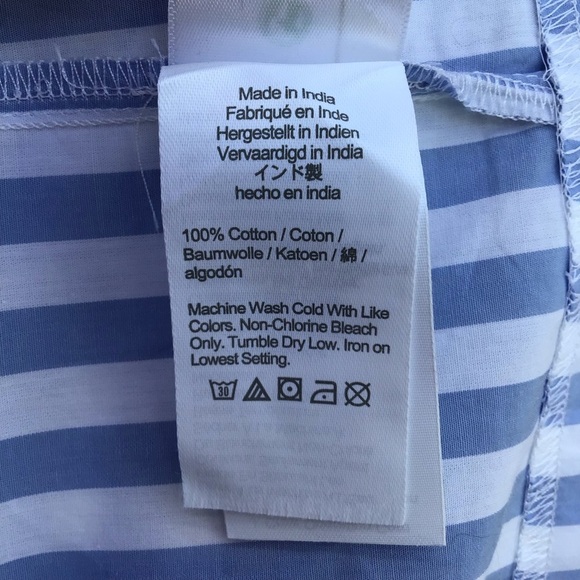 Made in India
Fabriqué en Inde
Hergestellt in Indien
Vervaardigd in India
インド製
hecho en india
100% Cotton / Coton /
Baumwolle / Katoen / 綿 /
algodón
Machine Wash Cold With Like
Colors. Non-Chlorine Bleach
Only. Tumble Dry Low. Iron on
Lowest Setting.
30